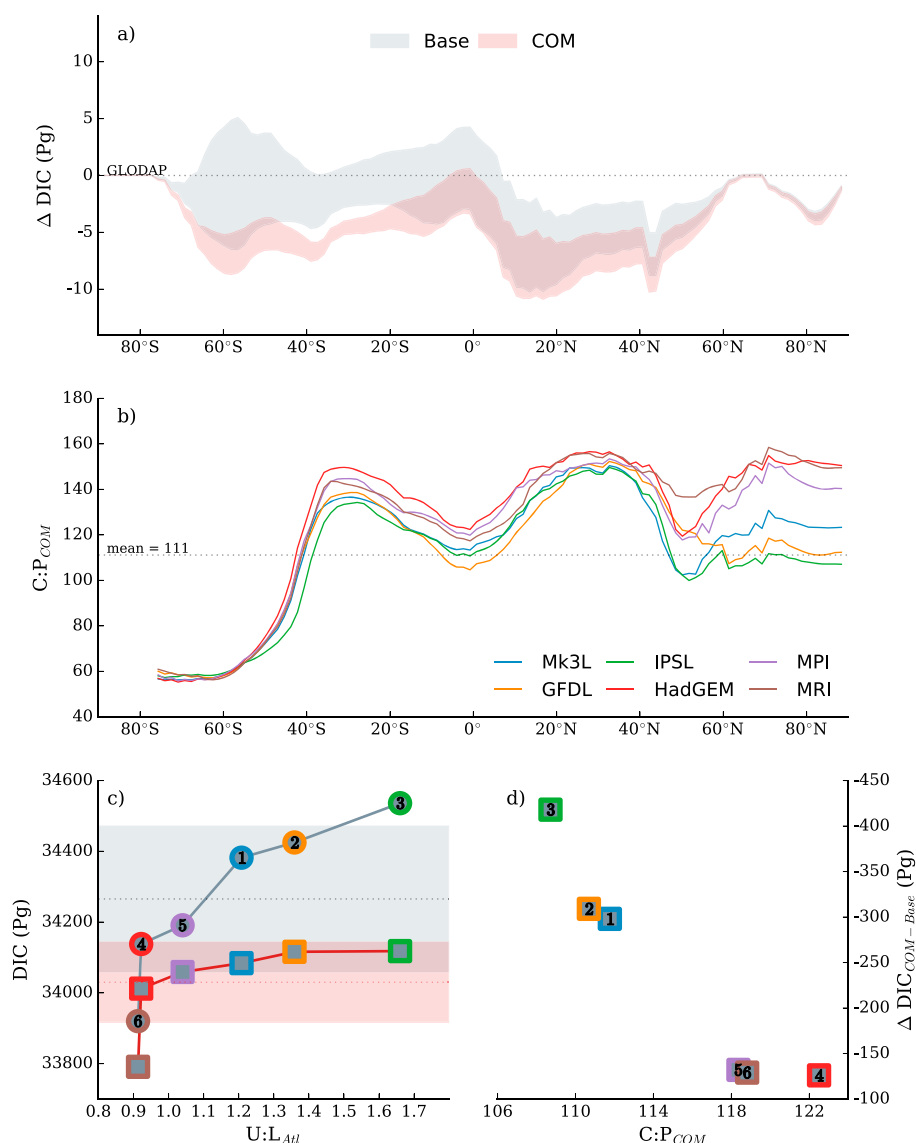 a)
Base COM
10
5
GLODAP
0
-5
-10
Δ DIC (Pg)
80°S 60°S 40°S 20°S 0° 20°N 40°N 60°N 80°N
b)
180
160
140
120
mean = 111
100
80
60
40
C:P_COM
Mk3L IPSL MPI
GFDL HadGEM MRI
80°S 60°S 40°S 20°S 0° 20°N 40°N 60°N 80°N
c)
34600
34400
34200
34000
33800
DIC (Pg)
3
2
1
5
4
6
0.8 0.9 1.0 1.1 1.2 1.3 1.4 1.5 1.6 1.7
U:L_Atl
d)
3
2
1
5 6 4
-450
-400
-350
-300
-250
-200
-150
-100
Δ DIC_COM−Base (Pg)
106 110 114 118 122
C:P_COM